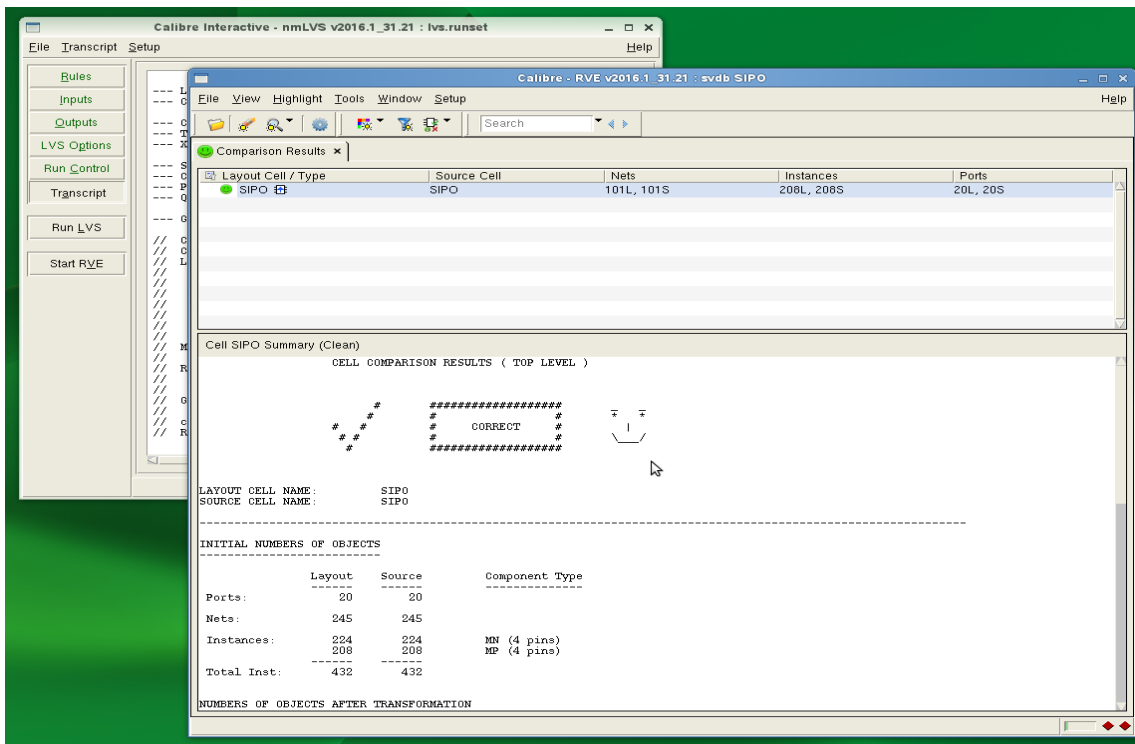 Calibre Interactive - nmLVS v2016.1_31.21 : lvs.runset
File Transcript Setup Help
Rules
Inputs
Outputs
LVS Options
Run Control
Transcript
Run LVS
Start RVE
Calibre - RVE v2016.1_31.21 : svdb SIPO
File View Highlight Tools Window Setup Help
Search
Comparison Results
Layout Cell / Type Source Cell Nets Instances Ports
SIPO SIPO 101L, 101S 208L, 208S 20L, 20S
Cell SIPO Summary (Clean)
CELL COMPARISON RESULTS ( TOP LEVEL )
# ################### _ _
# # # * *
# # # CORRECT # |
# # # # \___/
# ###################
LAYOUT CELL NAME: SIPO
SOURCE CELL NAME: SIPO
INITIAL NUMBERS OF OBJECTS
Layout Source Component Type
Ports: 20 20
Nets: 245 245
Instances: 224 224 MN (4 pins)
208 208 MP (4 pins)
Total Inst: 432 432
NUMBERS OF OBJECTS AFTER TRANSFORMATION